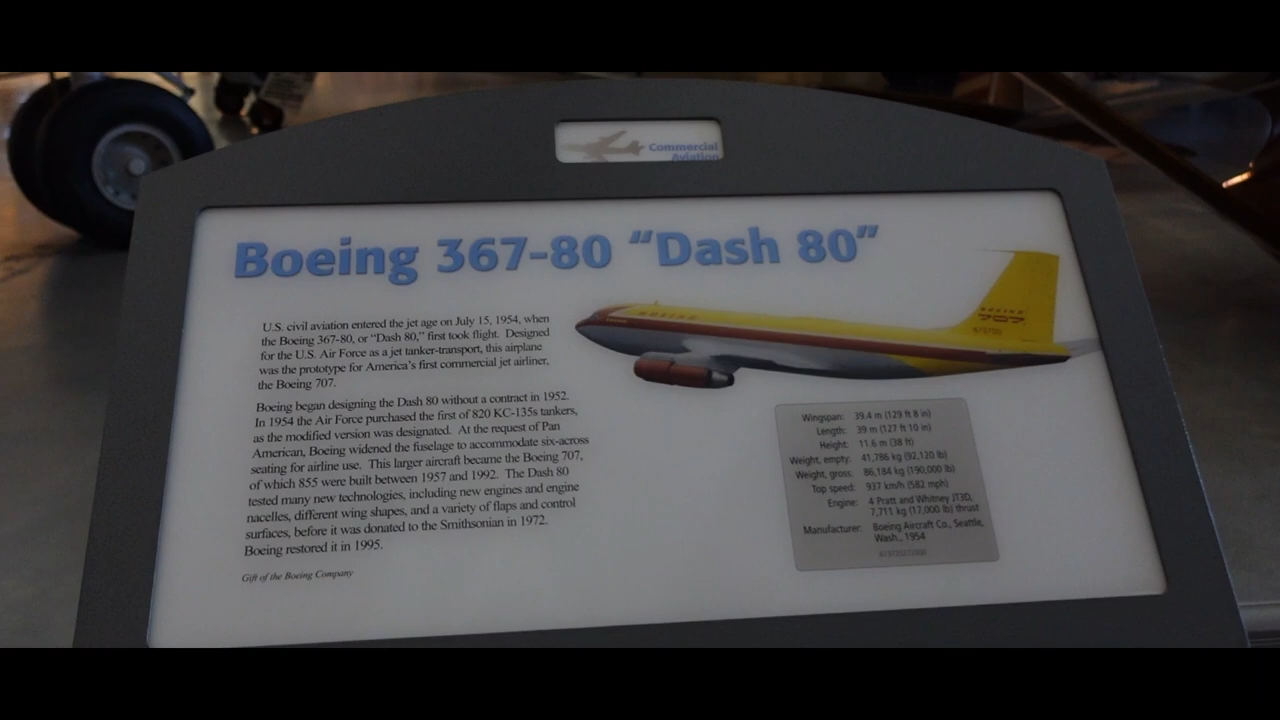 Commercial
Aviation
Boeing 367-80 “Dash 80”
U.S. civil aviation entered the jet age on July 15, 1954, when
the Boeing 367-80, or “Dash 80,” first took flight. Designed
for the U.S. Air Force as a jet tanker-transport, this airplane
was the prototype for America’s first commercial jet airliner,
the Boeing 707.
Boeing began designing the Dash 80 without a contract in 1952.
In 1954 the Air Force purchased the first of 820 KC-135s tankers,
as the modified version was designated. At the request of Pan
American, Boeing widened the fuselage to accommodate six-across
seating for airline use. This larger aircraft became the Boeing 707,
of which 855 were built between 1957 and 1992. The Dash 80
tested many new technologies, including new engines and engine
nacelles, different wing shapes, and a variety of flaps and control
surfaces, before it was donated to the Smithsonian in 1972.
Boeing restored it in 1995.
Gift of the Boeing Company
BOEING
BOEING
707
Wingspan: 39.4 m (129 ft 8 in)
Length: 39 m (127 ft 10 in)
Height: 11.6 m (38 ft)
Weight, empty: 41,786 kg (92,120 lb)
Weight, gross: 86,184 kg (190,000 lb)
Top speed: 937 km/h (582 mph)
Engine: 4 Pratt and Whitney JT3D,
7,711 kg (17,000 lb) thrust
Manufacturer: Boeing Aircraft Co., Seattle,
Wash., 1954